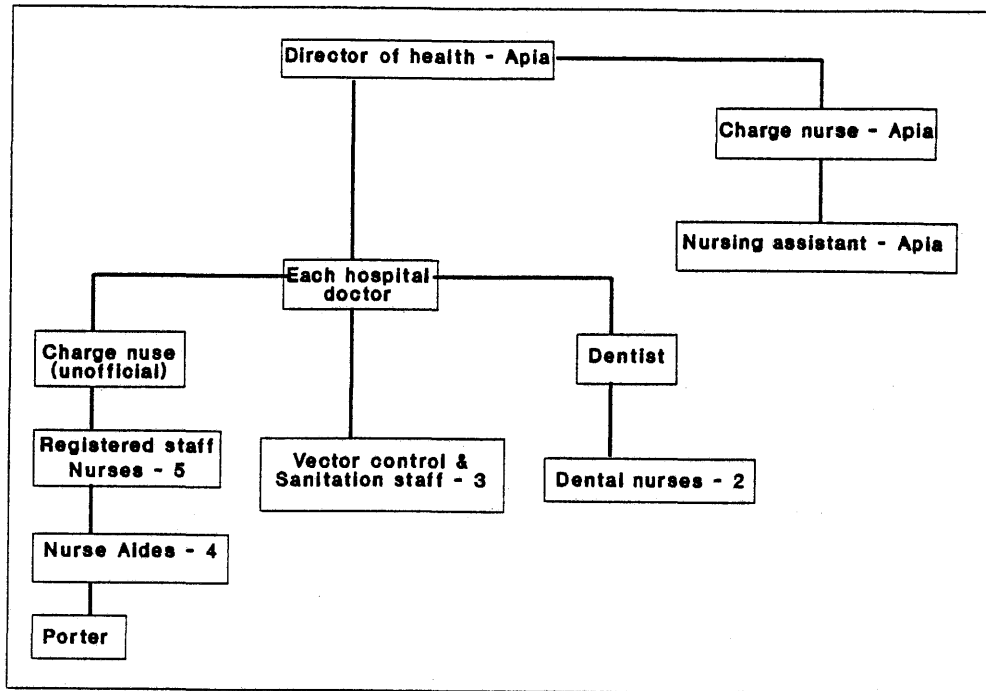 Director of health - Apia
Charge nurse - Apia
Nursing assistant - Apia
Each hospital
doctor
Charge nuse
(unofficial)
Dentist
Registered staff
Nurses - 5
Vector control &
Sanitation staff - 3
Dental nurses - 2
Nurse Aides - 4
Porter